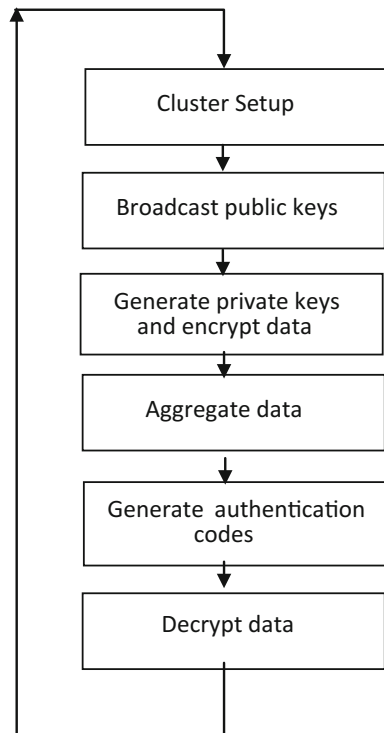 Cluster Setup
Broadcast public keys
Generate private keys
and encrypt data
Aggregate data
Generate authentication
codes
Decrypt data